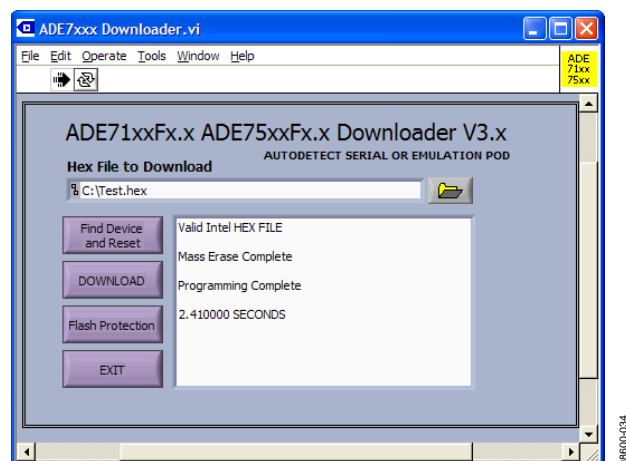 ADE7xxx Downloader.vi
File Edit Operate Tools Window Help
ADE
71xx
75xx
ADE71xxFx.x ADE75xxFx.x Downloader V3.x
AUTODETECT SERIAL OR EMULATION POD
Hex File to Download
C:\Test.hex
Find Device
and Reset
DOWNLOAD
Flash Protection
EXIT
Valid Intel HEX FILE
Mass Erase Complete
Programming Complete
2.410000 SECONDS